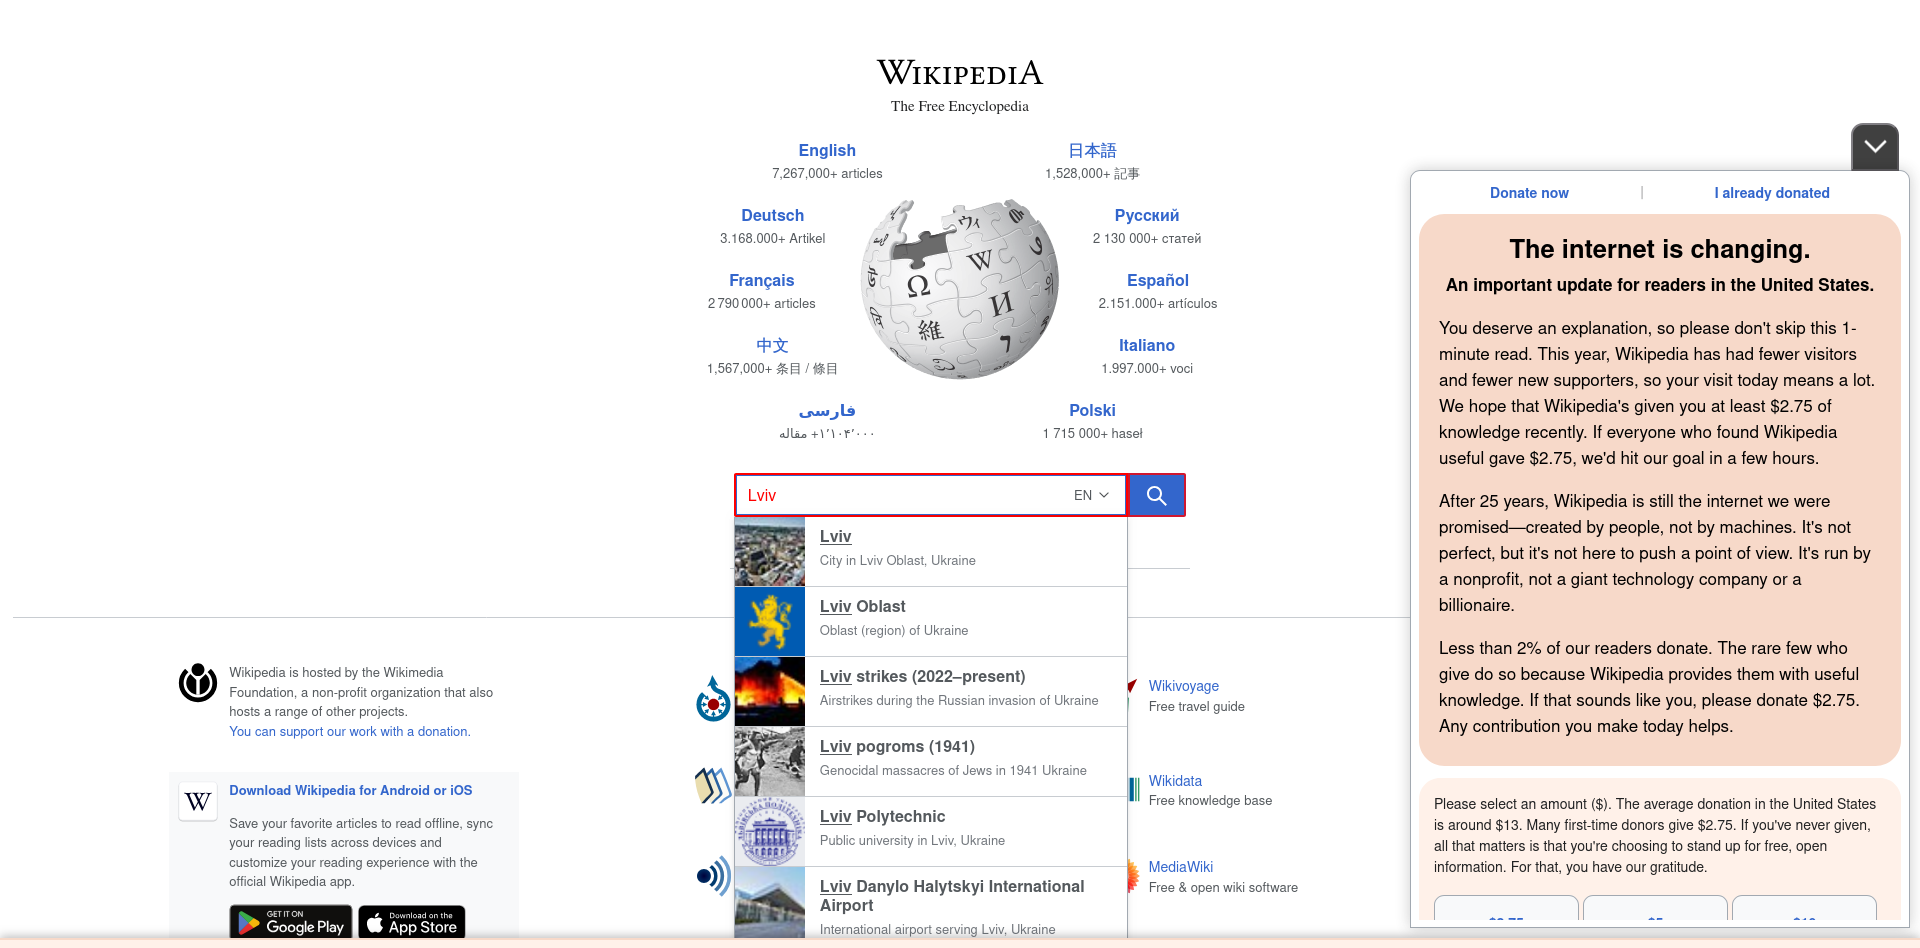 WIKIPEDIA
The Free Encyclopedia
English
7,267,000+ articles
日本語
1,528,000+ 記事
Deutsch
3.168.000+ Artikel
Русский
2 130 000+ статей
Français
2 790 000+ articles
Español
2.151.000+ artículos
中文
1,567,000+ 条目 / 條目
Italiano
1.997.000+ voci
فارسی
۱٬۱۰۴٬۰۰۰+ مقاله
Polski
1 715 000+ haseł
Lviv
EN
Lviv
City in Lviv Oblast, Ukraine
Lviv Oblast
Oblast (region) of Ukraine
Lviv strikes (2022–present)
Airstrikes during the Russian invasion of Ukraine
Lviv pogroms (1941)
Genocidal massacres of Jews in 1941 Ukraine
Lviv Polytechnic
Public university in Lviv, Ukraine
Lviv Danylo Halytskyi International
Airport
International airport serving Lviv, Ukraine
Wikipedia is hosted by the Wikimedia
Foundation, a non-profit organization that also
hosts a range of other projects.
You can support our work with a donation.
Download Wikipedia for Android or iOS
Save your favorite articles to read offline, sync
your reading lists across devices and
customize your reading experience with the
official Wikipedia app.
GET IT ON
Google Play
Download on the
App Store
Wikivoyage
Free travel guide
Wikidata
Free knowledge base
MediaWiki
Free & open wiki software
Donate now
I already donated
The internet is changing.
An important update for readers in the United States.
You deserve an explanation, so please don't skip this 1-
minute read. This year, Wikipedia has had fewer visitors
and fewer new supporters, so your visit today means a lot.
We hope that Wikipedia's given you at least $2.75 of
knowledge recently. If everyone who found Wikipedia
useful gave $2.75, we'd hit our goal in a few hours.
After 25 years, Wikipedia is still the internet we were
promised—created by people, not by machines. It's not
perfect, but it's not here to push a point of view. It's run by
a nonprofit, not a giant technology company or a
billionaire.
Less than 2% of our readers donate. The rare few who
give do so because Wikipedia provides them with useful
knowledge. If that sounds like you, please donate $2.75.
Any contribution you make today helps.
Please select an amount ($). The average donation in the United States
is around $13. Many first-time donors give $2.75. If you've never given,
all that matters is that you're choosing to stand up for free, open
information. For that, you have our gratitude.